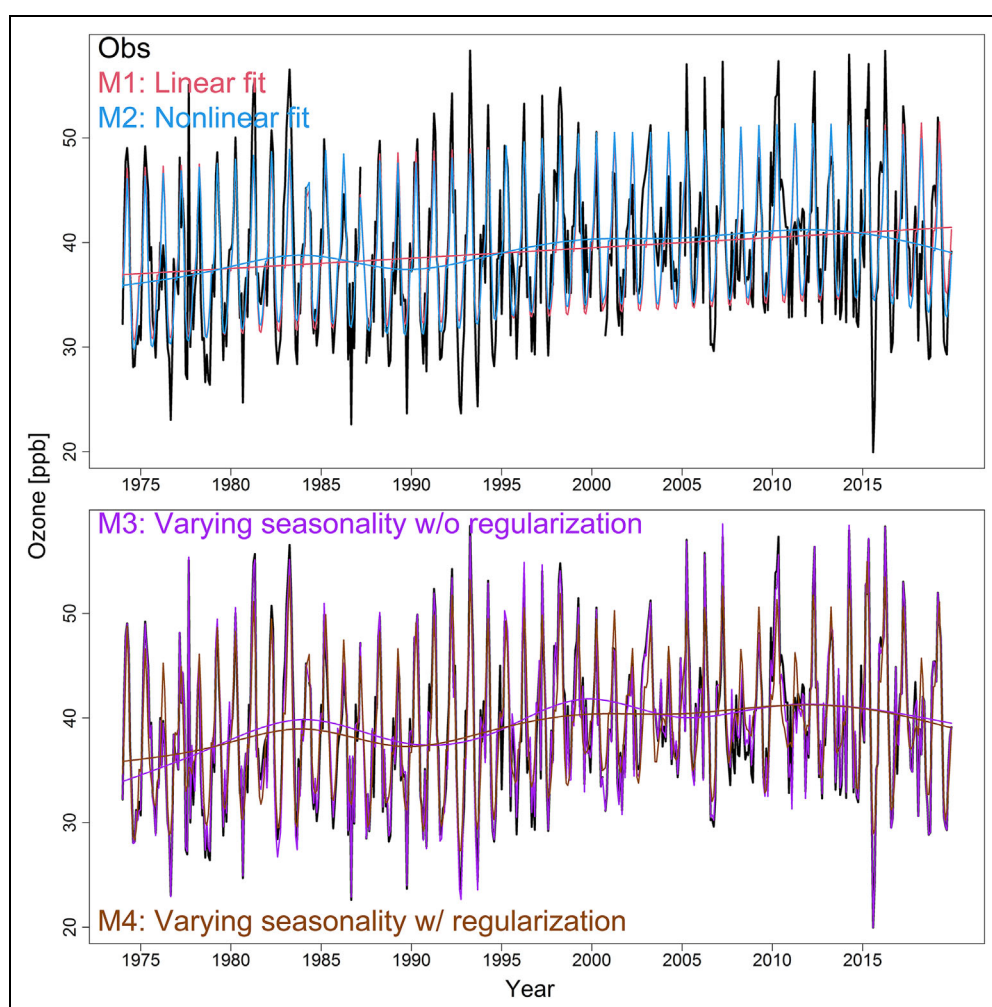 Obs
M1: Linear fit
M2: Nonlinear fit
50
40
30
20
1975 1980 1985 1990 1995 2000 2005 2010 2015
Ozone [ppb]
M3: Varying seasonality w/o regularization
50
40
30
20
M4: Varying seasonality w/ regularization
1975 1980 1985 1990 1995 2000 2005 2010 2015
Year